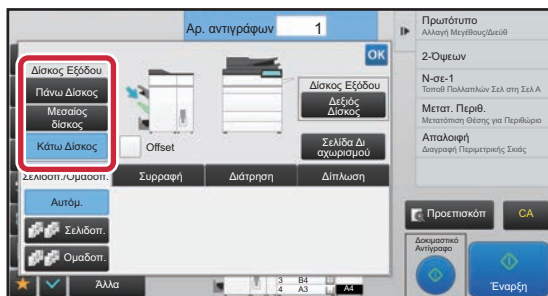 Αρ. αντιγράφων 1
OK
Δίσκος Εξόδου
Πάνω Δίσκος
Μεσαίος
δίσκος
Κάτω Δίσκος
Offset
Δίσκος Εξόδου
Δεξιός
Δίσκος
Σελίδα Δι
αχωρισμού
Σελιδοπ./Ομαδοπ.
Συρραφή
Διάτρηση
Δίπλωση
Αυτόμ.
Σελιδοπ.
Ομαδοπ.
Άλλα
3 B4
4 A3
A4
Πρωτότυπο
Αλλαγή Μεγέθους/Διεύθ
2-Όψεων
N-σε-1
Τοποθ Πολλαπλών Σελ στη Σελ Α
Μετατ. Περιθ.
Μετατόπιση Θέσης για Περιθώριο
Απαλοιφή
Διαγραφή Περιμετρικής Σκιάς
Προεπισκόπ
CA
Δοκιμαστικό
Αντίγραφο
Έναρξη